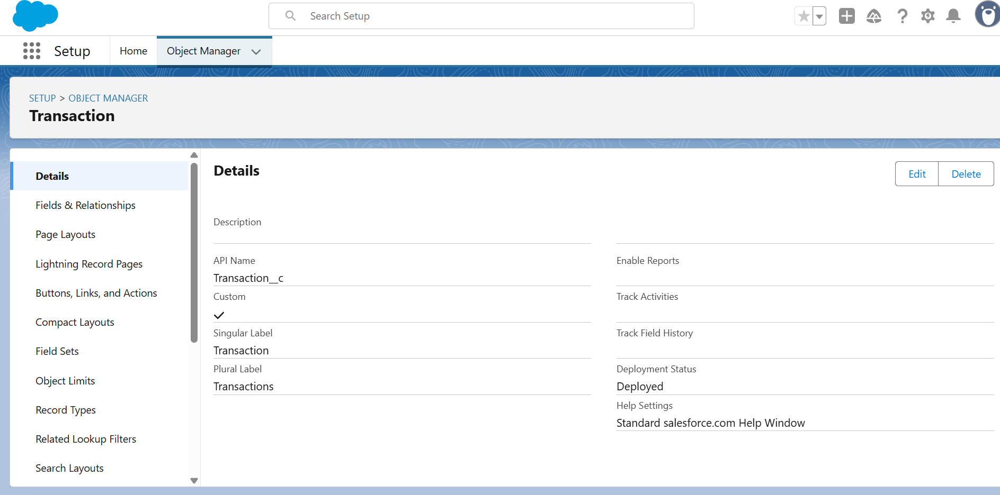 Search Setup
Setup
Home
Object Manager
SETUP > OBJECT MANAGER
Transaction
Details
Fields & Relationships
Page Layouts
Lightning Record Pages
Buttons, Links, and Actions
Compact Layouts
Field Sets
Object Limits
Record Types
Related Lookup Filters
Search Layouts
Details
Edit
Delete
Description
API Name
Transaction__c
Custom
Singular Label
Transaction
Plural Label
Transactions
Enable Reports
Track Activities
Track Field History
Deployment Status
Deployed
Help Settings
Standard salesforce.com Help Window